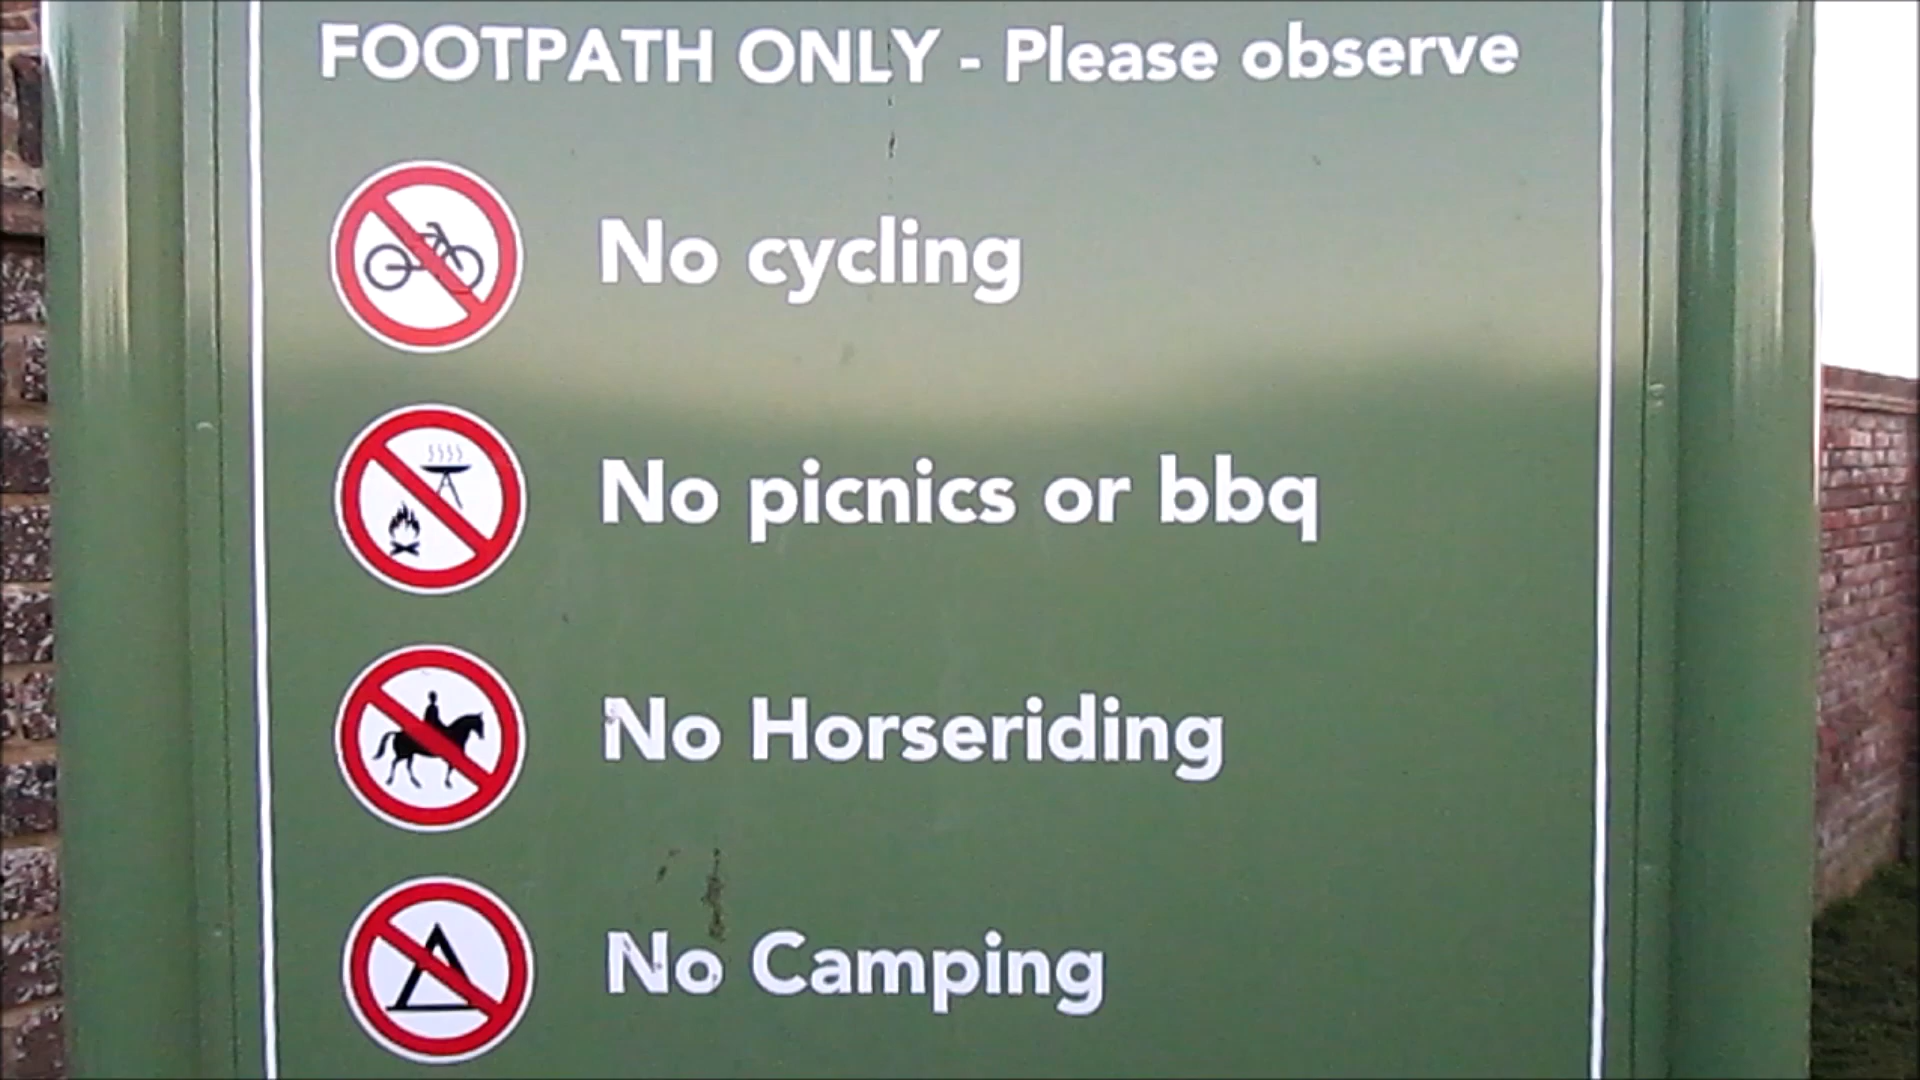 FOOTPATH ONLY - Please observe
No cycling
No picnics or bbq
No Horseriding
No Camping